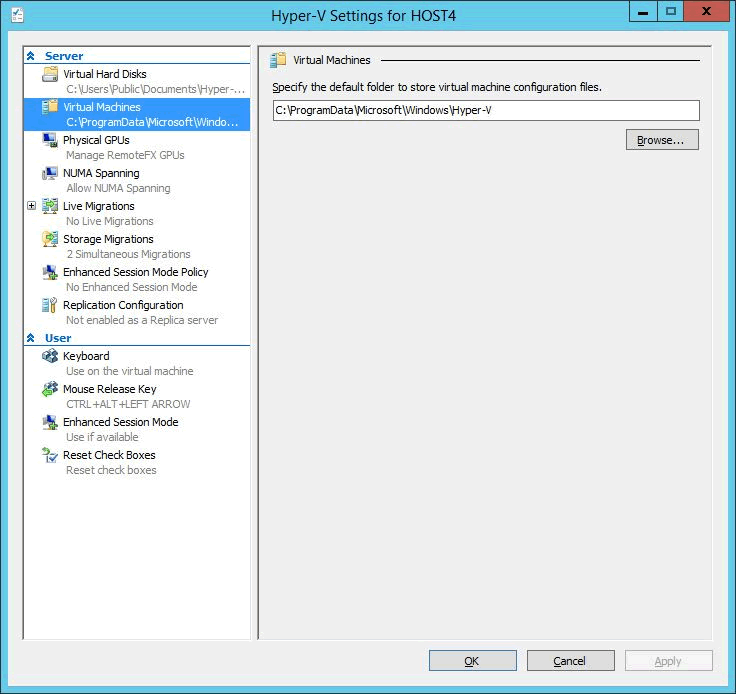 Hyper-V Settings for HOST4
Server
Virtual Hard Disks
C:\Users\Public\Documents\Hyper-...
Virtual Machines
C:\ProgramData\Microsoft\Windo...
Physical GPUs
Manage RemoteFX GPUs
NUMA Spanning
Allow NUMA Spanning
Live Migrations
No Live Migrations
Storage Migrations
2 Simultaneous Migrations
Enhanced Session Mode Policy
No Enhanced Session Mode
Replication Configuration
Not enabled as a Replica server
User
Keyboard
Use on the virtual machine
Mouse Release Key
CTRL+ALT+LEFT ARROW
Enhanced Session Mode
Use if available
Reset Check Boxes
Reset check boxes
Virtual Machines
Specify the default folder to store virtual machine configuration files.
C:\ProgramData\Microsoft\Windows\Hyper-V
Browse...
OK
Cancel
Apply